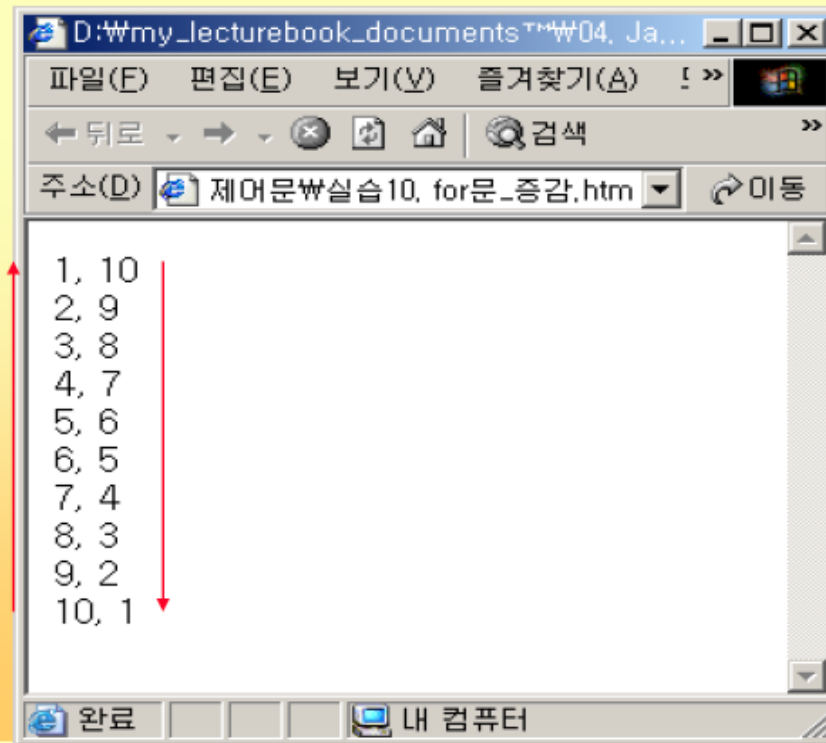 D:₩my_lecturebook_documents™₩04. Ja...
파일(F) 편집(E) 보기(V) 즐겨찾기(A) »
뒤로 검색 »
주소(D) 제어문₩실습10. for문_증감.htm 이동
1, 10
2, 9
3, 8
4, 7
5, 6
6, 5
7, 4
8, 3
9, 2
10, 1
완료 내 컴퓨터